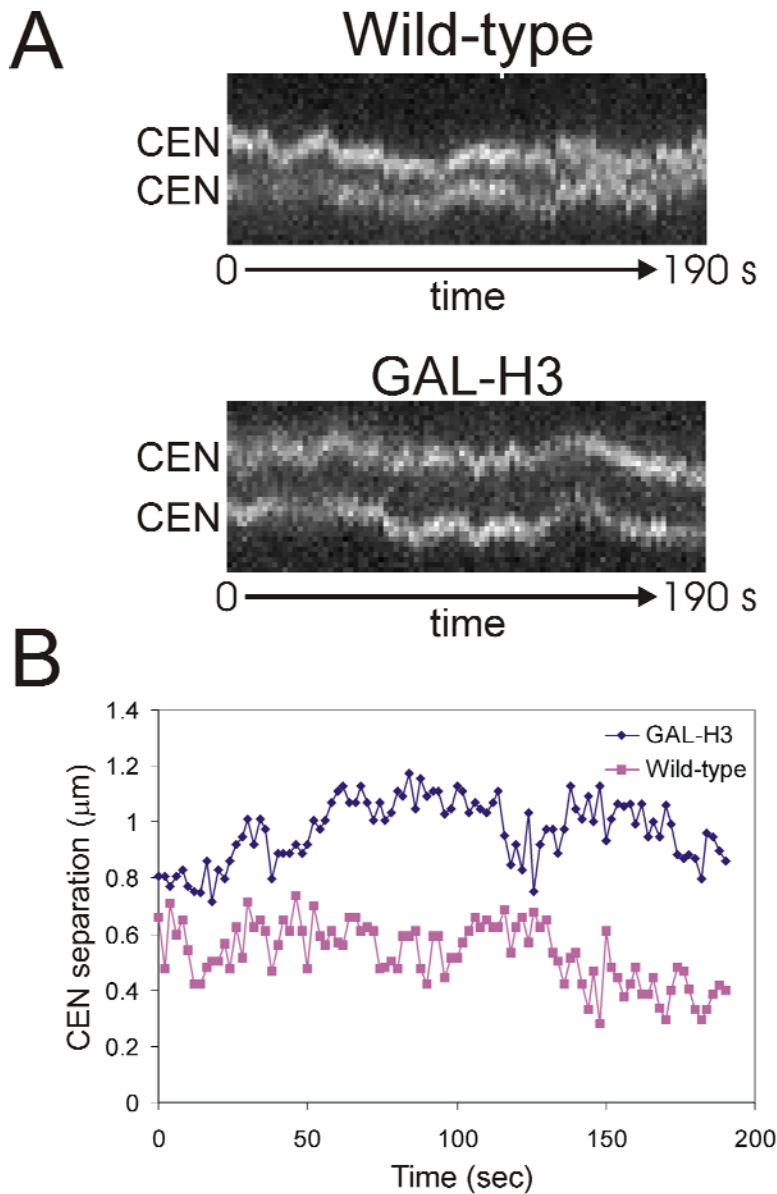 A
Wild-type
CEN
CEN
0 190 s
time
GAL-H3
CEN
CEN
0 190 s
time
B
1.4
1.2
1
0.8
0.6
0.4
0.2
0
CEN separation (μm)
GAL-H3
Wild-type
0 50 100 150 200
Time (sec)